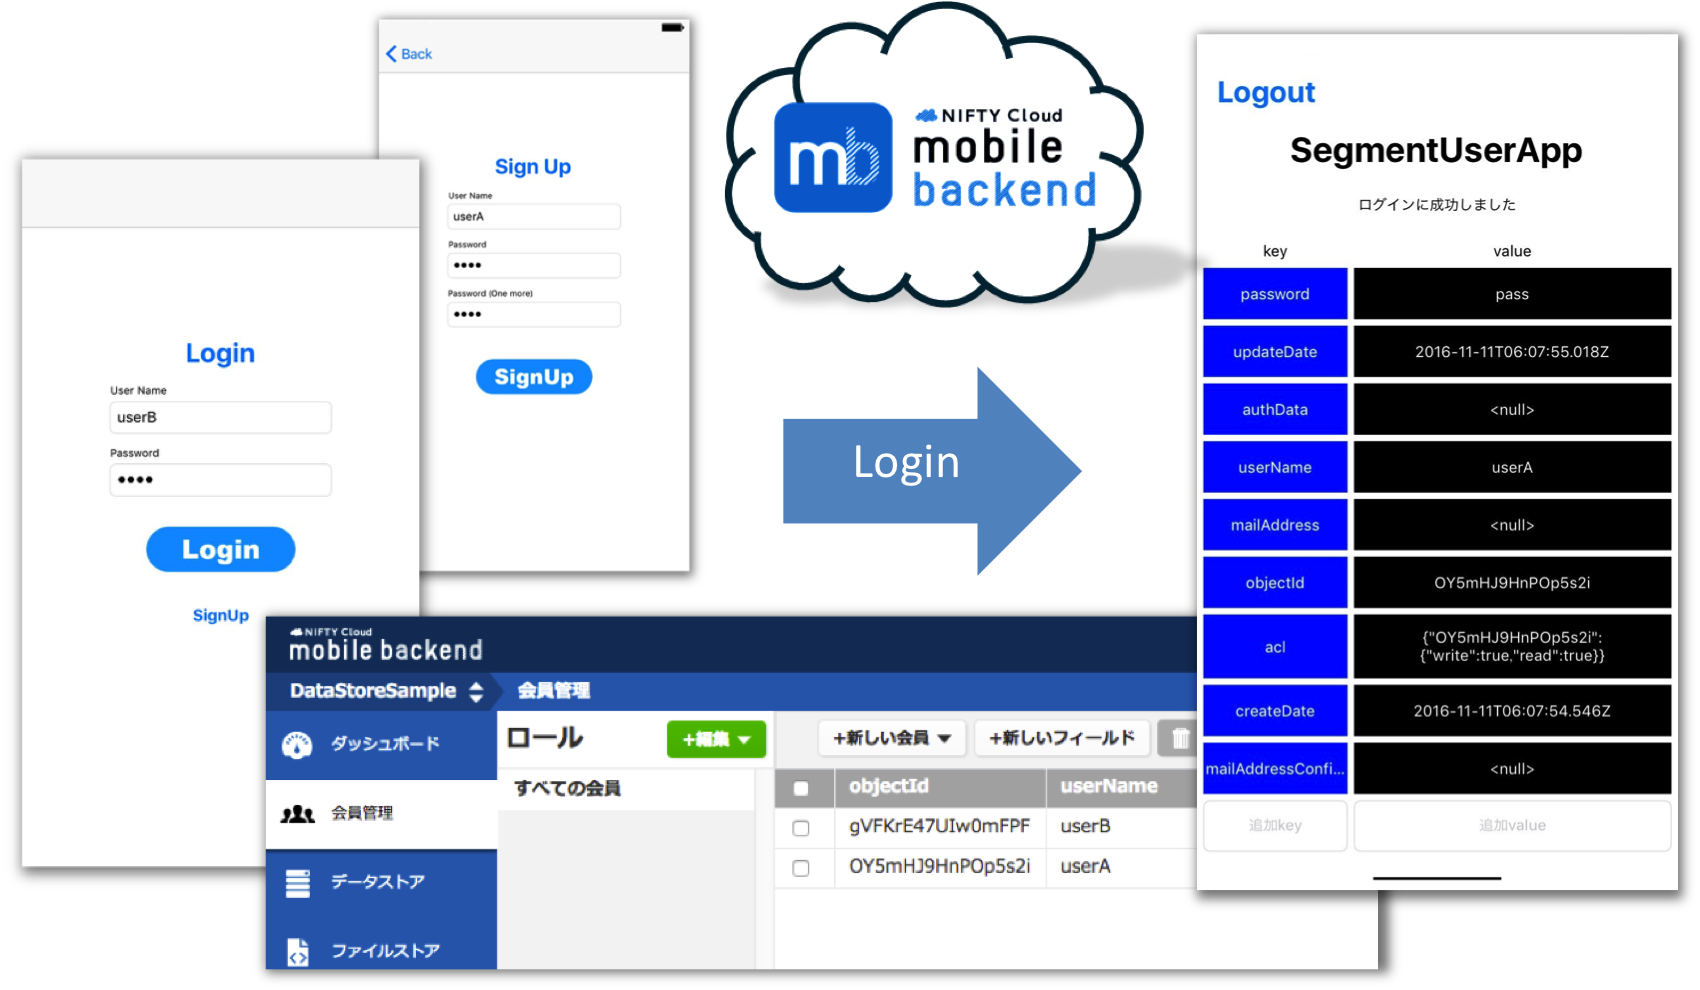 Back
Sign Up
User Name
userA
Password
••••
Password (One more)
••••
SignUp
Login
User Name
userB
Password
••••
Login
SignUp
mb
NIFTY Cloud
mobile
backend
Login
Logout
SegmentUserApp
ログインに成功しました
key value
password pass
updateDate 2016-11-11T06:07:55.018Z
authData <null>
userName userA
mailAddress <null>
objectId OY5mHJ9HnPOp5s2i
acl {"OY5mHJ9HnPOp5s2i":
{"write":true,"read":true}}
createDate 2016-11-11T06:07:54.546Z
mailAddressConfi... <null>
追加key 追加value
NIFTY Cloud
mobile backend
DataStoreSample 会員管理
ダッシュボード
会員管理
データストア
ファイルストア
ロール +編集
すべての会員
+新しい会員 +新しいフィールド
objectId userName
gVFKrE47UIw0mFPF userB
OY5mHJ9HnPOp5s2i userA